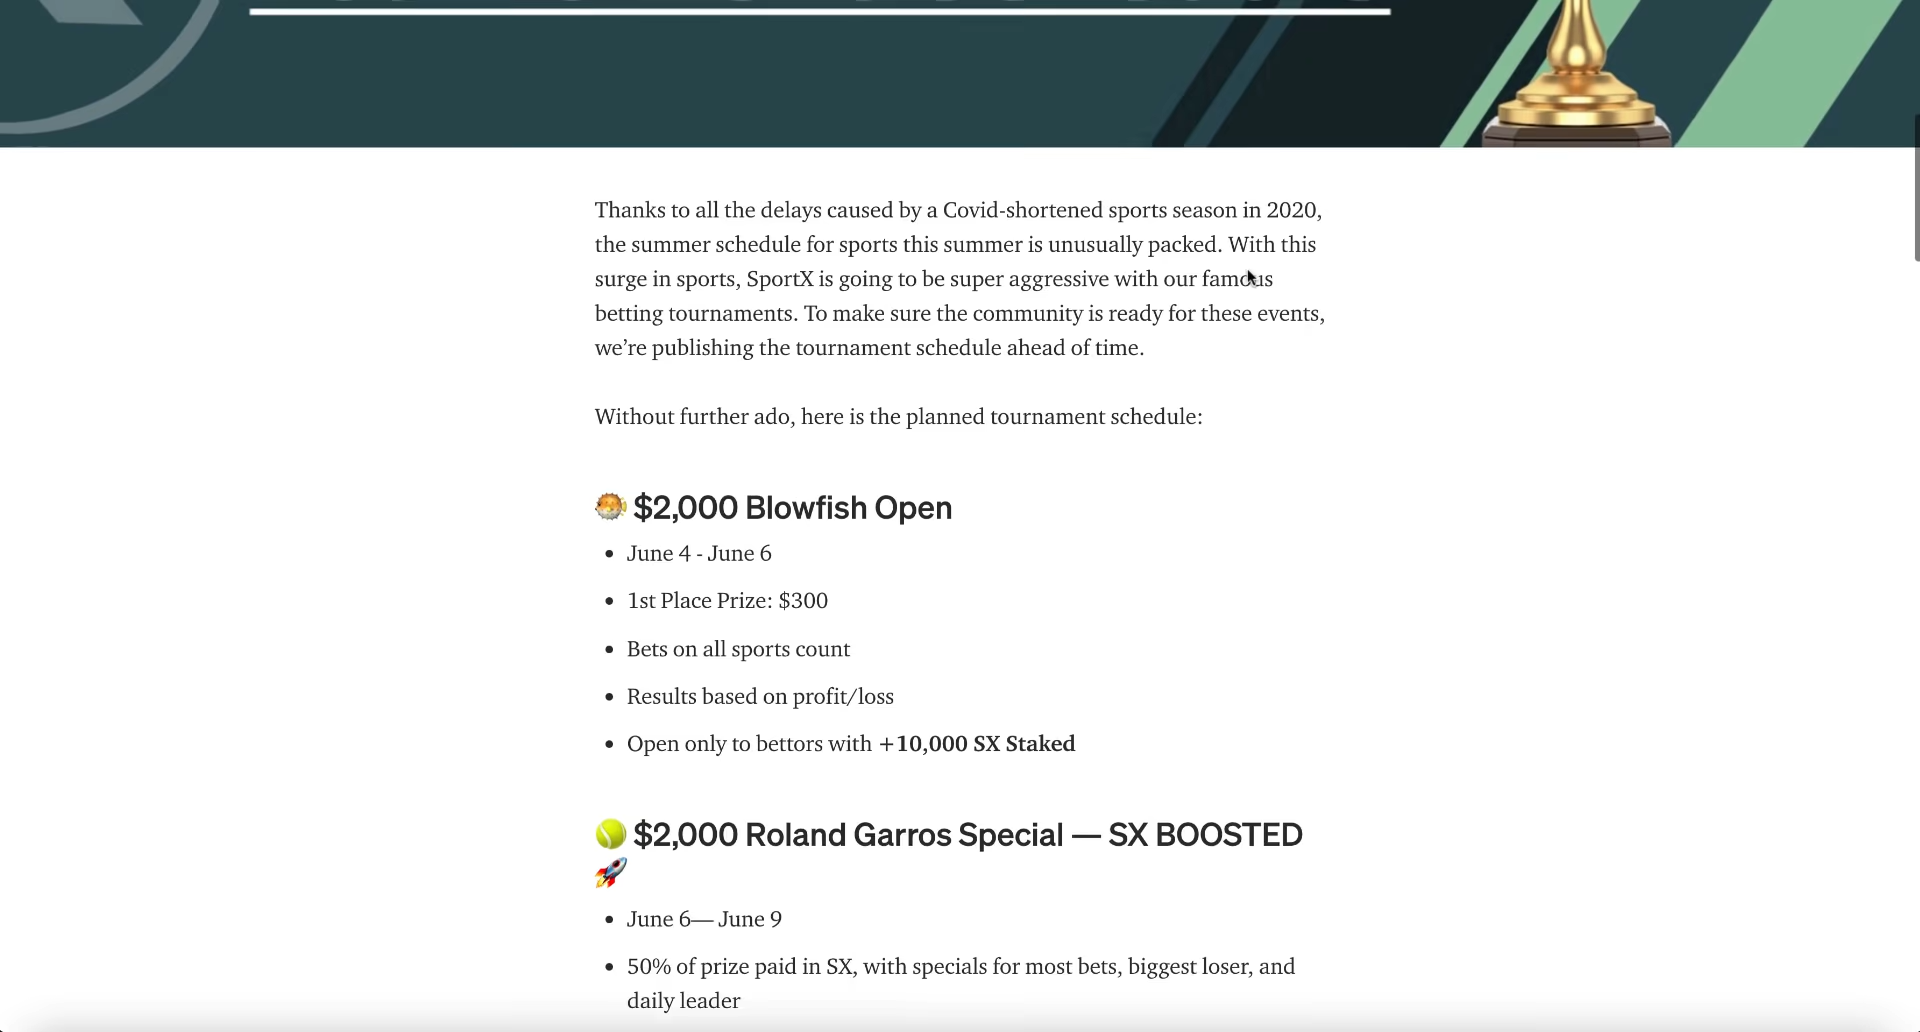 Thanks to all the delays caused by a Covid-shortened sports season in 2020,
the summer schedule for sports this summer is unusually packed. With this
surge in sports, SportX is going to be super aggressive with our famous
betting tournaments. To make sure the community is ready for these events,
we’re publishing the tournament schedule ahead of time.
Without further ado, here is the planned tournament schedule:
🐡 $2,000 Blowfish Open
• June 4 - June 6
• 1st Place Prize: $300
• Bets on all sports count
• Results based on profit/loss
• Open only to bettors with +10,000 SX Staked
🎾 $2,000 Roland Garros Special — SX BOOSTED
🚀
• June 6— June 9
• 50% of prize paid in SX, with specials for most bets, biggest loser, and
daily leader